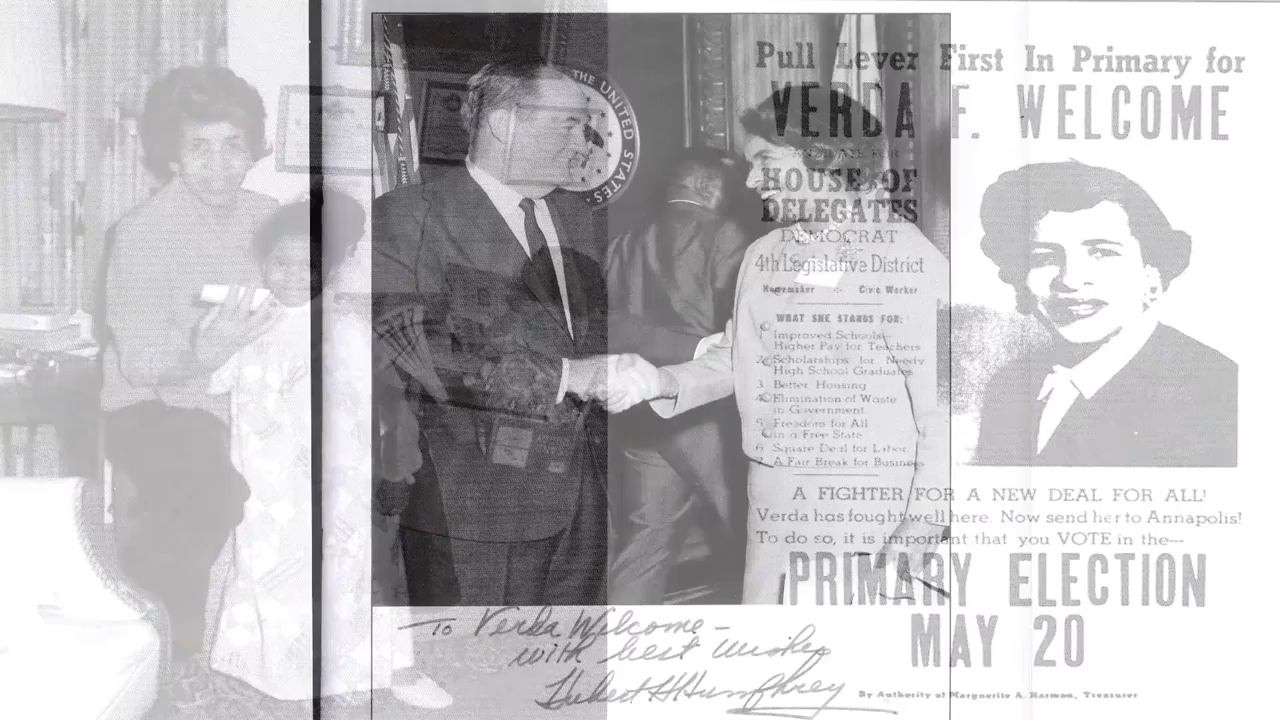 THE UNITED STATES.
Pull Lever First In Primary for
VERDA F. WELCOME
HOUSE OF
DELEGATES
DEMOCRAT
4th Legislative District
Homemaker Civic Worker
WHAT SHE STANDS FOR:
1 Improved Schools—
Higher Pay for Teachers
2 Scholarships for Needy
High School Graduates
3 Better Housing
4 Elimination of Waste
in Government
5 Freedom for All
in a Free State
6 Square Deal for Labor
7 A Fair Break for Business
A FIGHTER FOR A NEW DEAL FOR ALL!
Verda has fought well here. Now send her to Annapolis!
To do so, it is important that you VOTE in the—
PRIMARY ELECTION
MAY 20
By Authority of Marguerite A. Harmon, Treasurer
To Verda Welcome —
with best wishes
Hubert H Humphrey